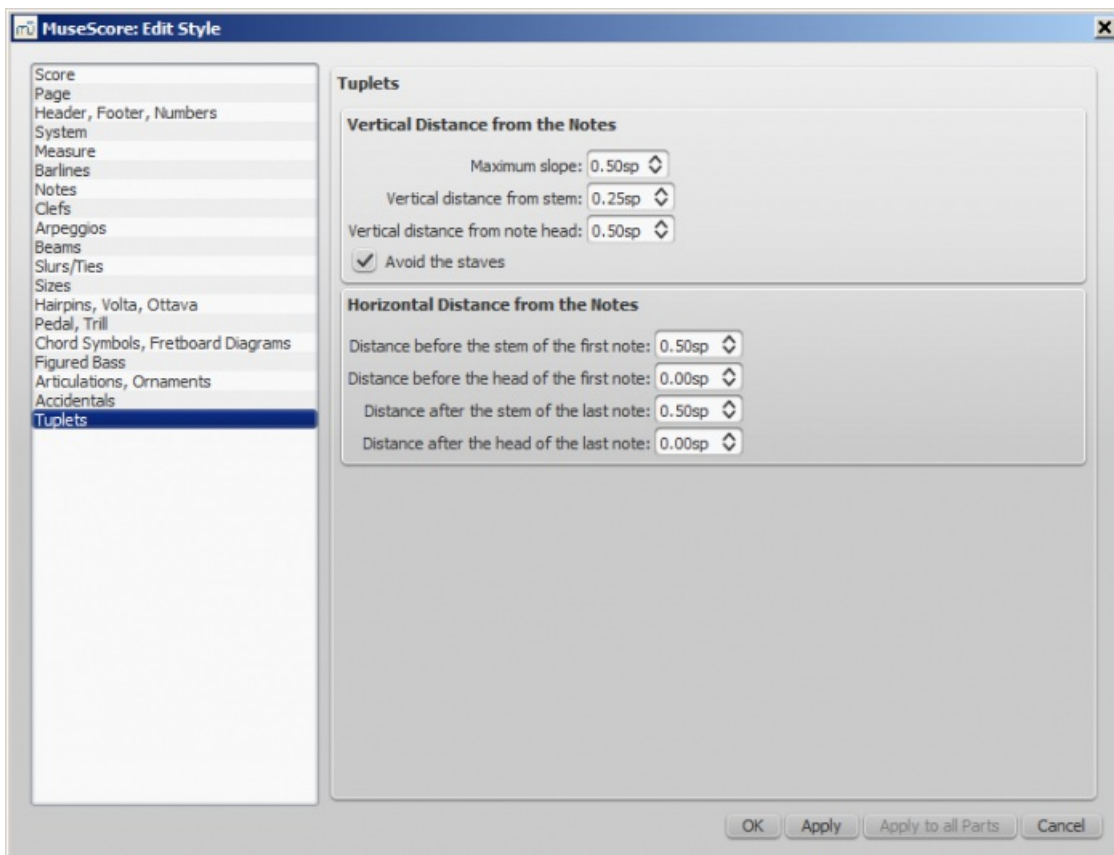 mū MuseScore: Edit Style
Score
Page
Header, Footer, Numbers
System
Measure
Barlines
Notes
Clefs
Arpeggios
Beams
Slurs/Ties
Sizes
Hairpins, Volta, Ottava
Pedal, Trill
Chord Symbols, Fretboard Diagrams
Figured Bass
Articulations, Ornaments
Accidentals
Tuplets
Tuplets
Vertical Distance from the Notes
Maximum slope: 0.50sp
Vertical distance from stem: 0.25sp
Vertical distance from note head: 0.50sp
Avoid the staves
Horizontal Distance from the Notes
Distance before the stem of the first note: 0.50sp
Distance before the head of the first note: 0.00sp
Distance after the stem of the last note: 0.50sp
Distance after the head of the last note: 0.00sp
OK Apply Apply to all Parts Cancel